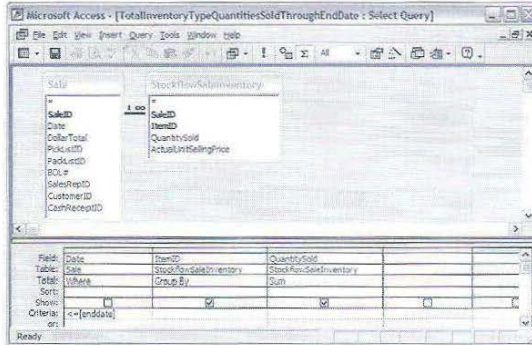 Microsoft Access - [TotalInventoryTypeQuantitiesSoldThroughEndDate : Select Query]
File Edit View Insert Query Tools Window Help
All
Sale
StockflowSaleInventory
*
SaleID
Date
DollarTotal
PickListID
PackListID
BOL#
SalesRepID
CustomerID
CashReceiptID
1 ∞
*
SaleID
ItemID
QuantitySold
ActualUnitSellingPrice
Field: Date ItemID QuantitySold
Table: Sale StockflowSaleInventory StockflowSaleInventory
Total: Where Group By Sum
Sort:
Show:
Criteria: <=[enddate]
or:
Ready